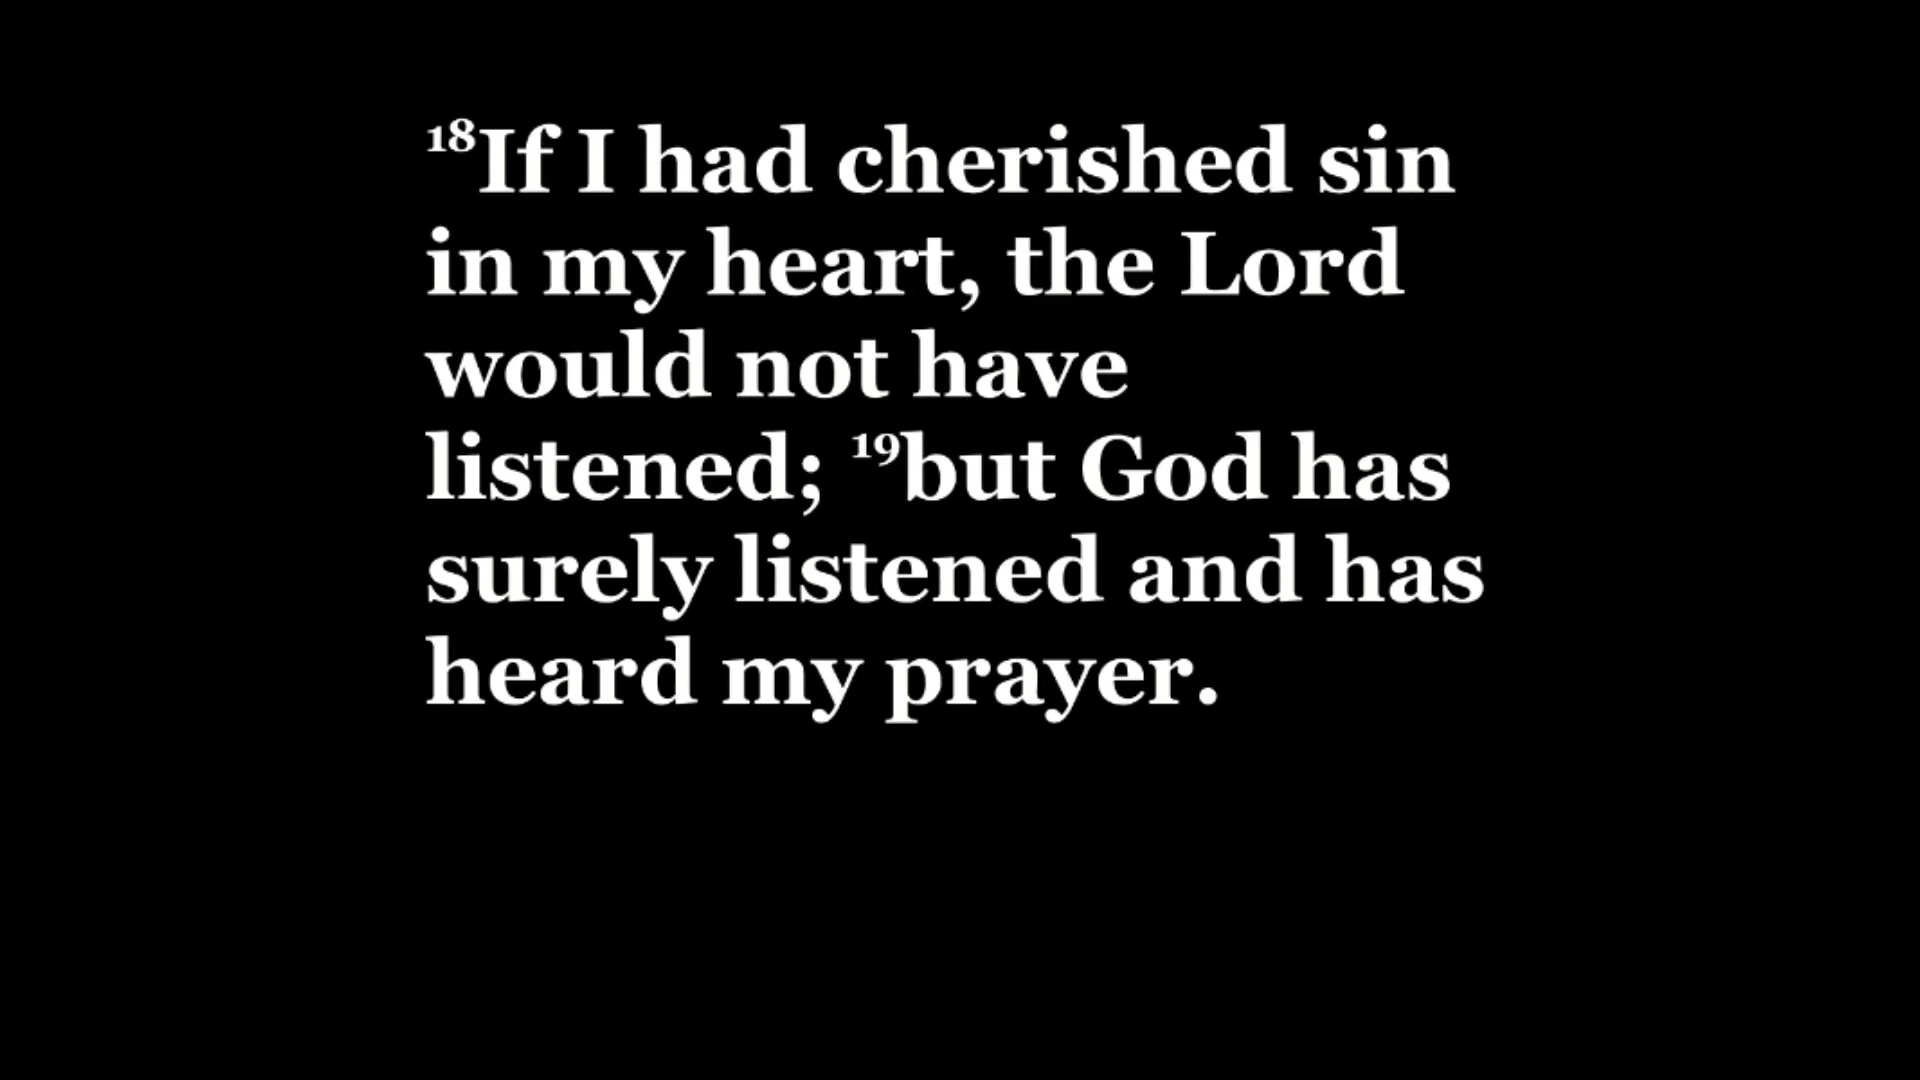 ¹⁸If I had cherished sin
in my heart, the Lord
would not have
listened; ¹⁹but God has
surely listened and has
heard my prayer.